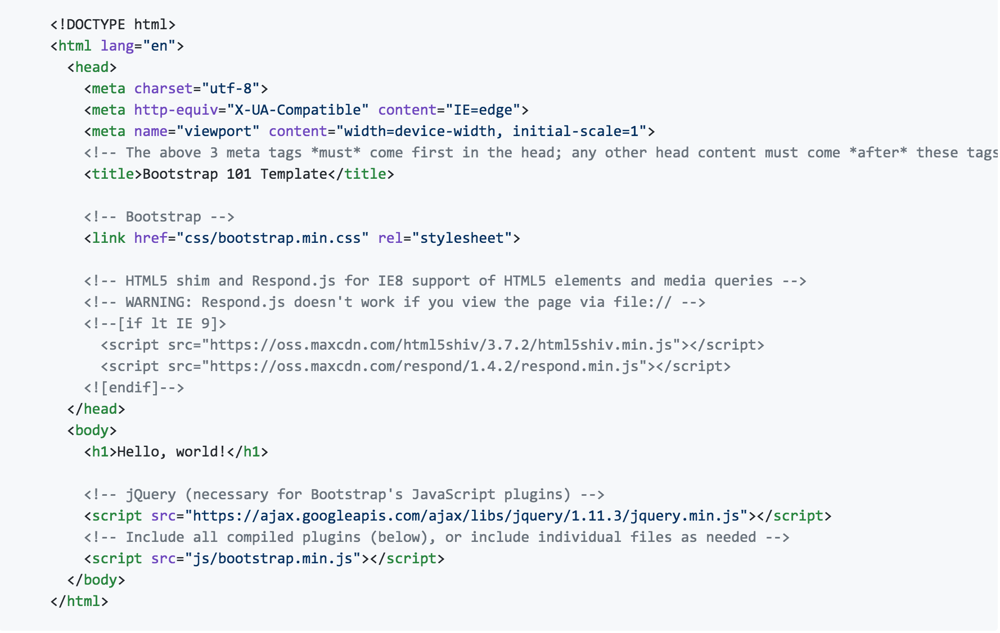 <!DOCTYPE html>
<html lang="en">
  <head>
    <meta charset="utf-8">
    <meta http-equiv="X-UA-Compatible" content="IE=edge">
    <meta name="viewport" content="width=device-width, initial-scale=1">
    <!-- The above 3 meta tags *must* come first in the head; any other head content must come *after* these tags
    <title>Bootstrap 101 Template</title>

    <!-- Bootstrap -->
    <link href="css/bootstrap.min.css" rel="stylesheet">

    <!-- HTML5 shim and Respond.js for IE8 support of HTML5 elements and media queries -->
    <!-- WARNING: Respond.js doesn't work if you view the page via file:// -->
    <!--[if lt IE 9]>
      <script src="https://oss.maxcdn.com/html5shiv/3.7.2/html5shiv.min.js"></script>
      <script src="https://oss.maxcdn.com/respond/1.4.2/respond.min.js"></script>
    <![endif]-->
  </head>
  <body>
    <h1>Hello, world!</h1>

    <!-- jQuery (necessary for Bootstrap's JavaScript plugins) -->
    <script src="https://ajax.googleapis.com/ajax/libs/jquery/1.11.3/jquery.min.js"></script>
    <!-- Include all compiled plugins (below), or include individual files as needed -->
    <script src="js/bootstrap.min.js"></script>
  </body>
</html>